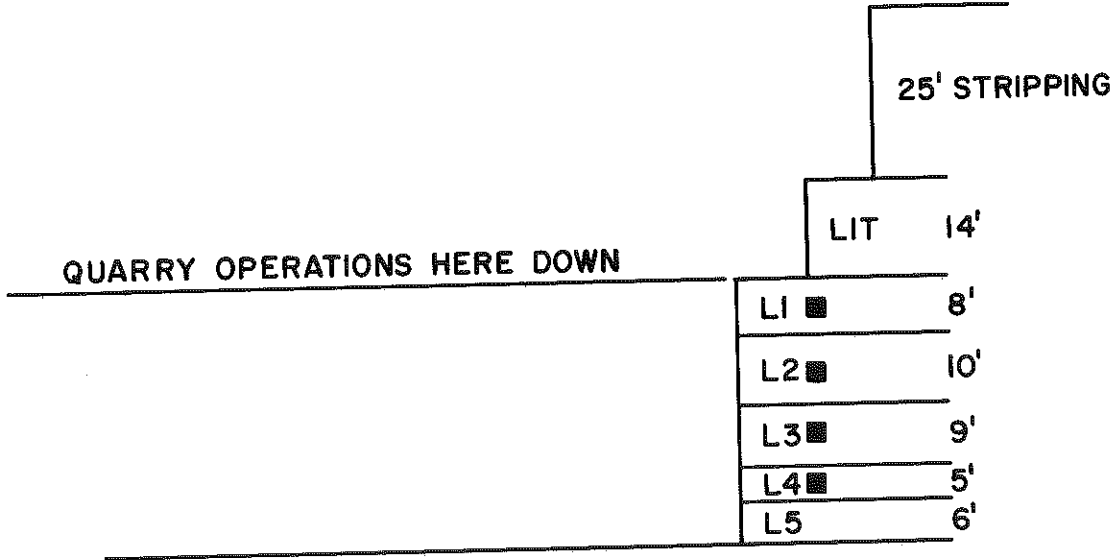 25' STRIPPING
LIT 14'
QUARRY OPERATIONS HERE DOWN
L1 8'
L2 10'
L3 9'
L4 5'
L5 6'